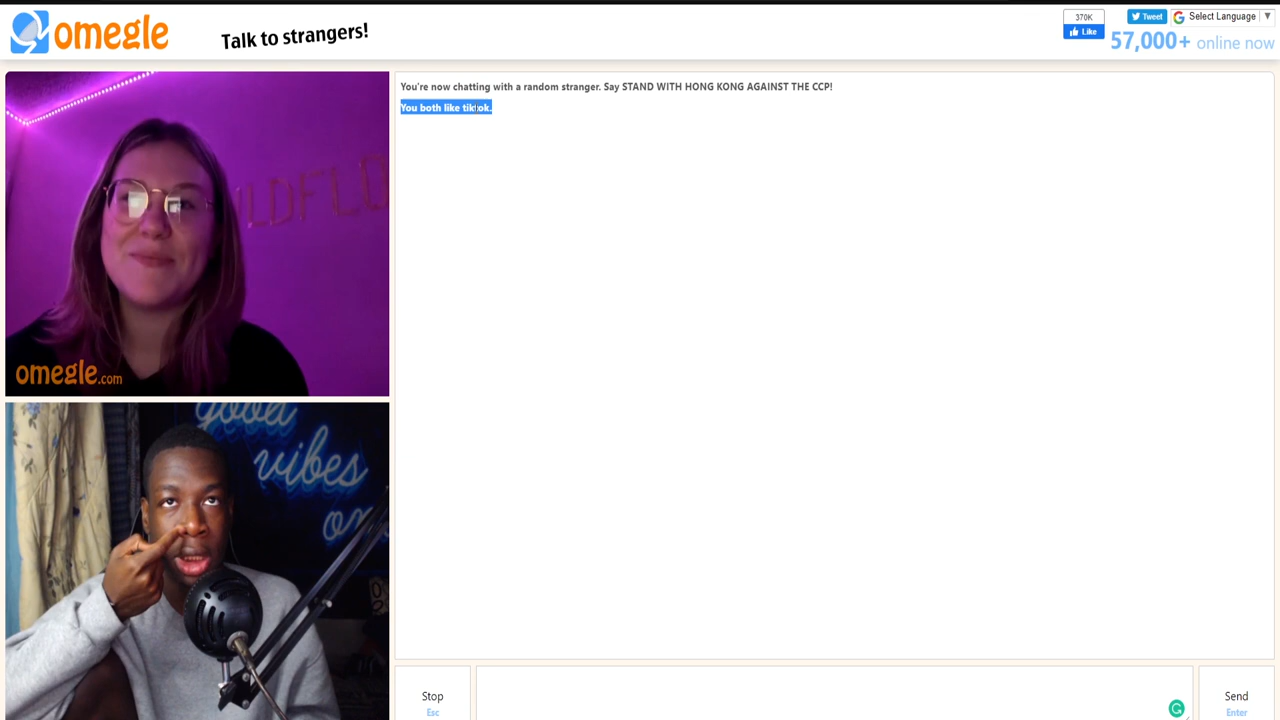 omegle
Talk to strangers!
370K
Like
Tweet
G Select Language ▼
57,000+ online now
You're now chatting with a random stranger. Say STAND WITH HONG KONG AGAINST THE CCP!
You both like tiktok.
LDFLO
omegle.com
good
vibes
on
Stop
Esc
Send
Enter